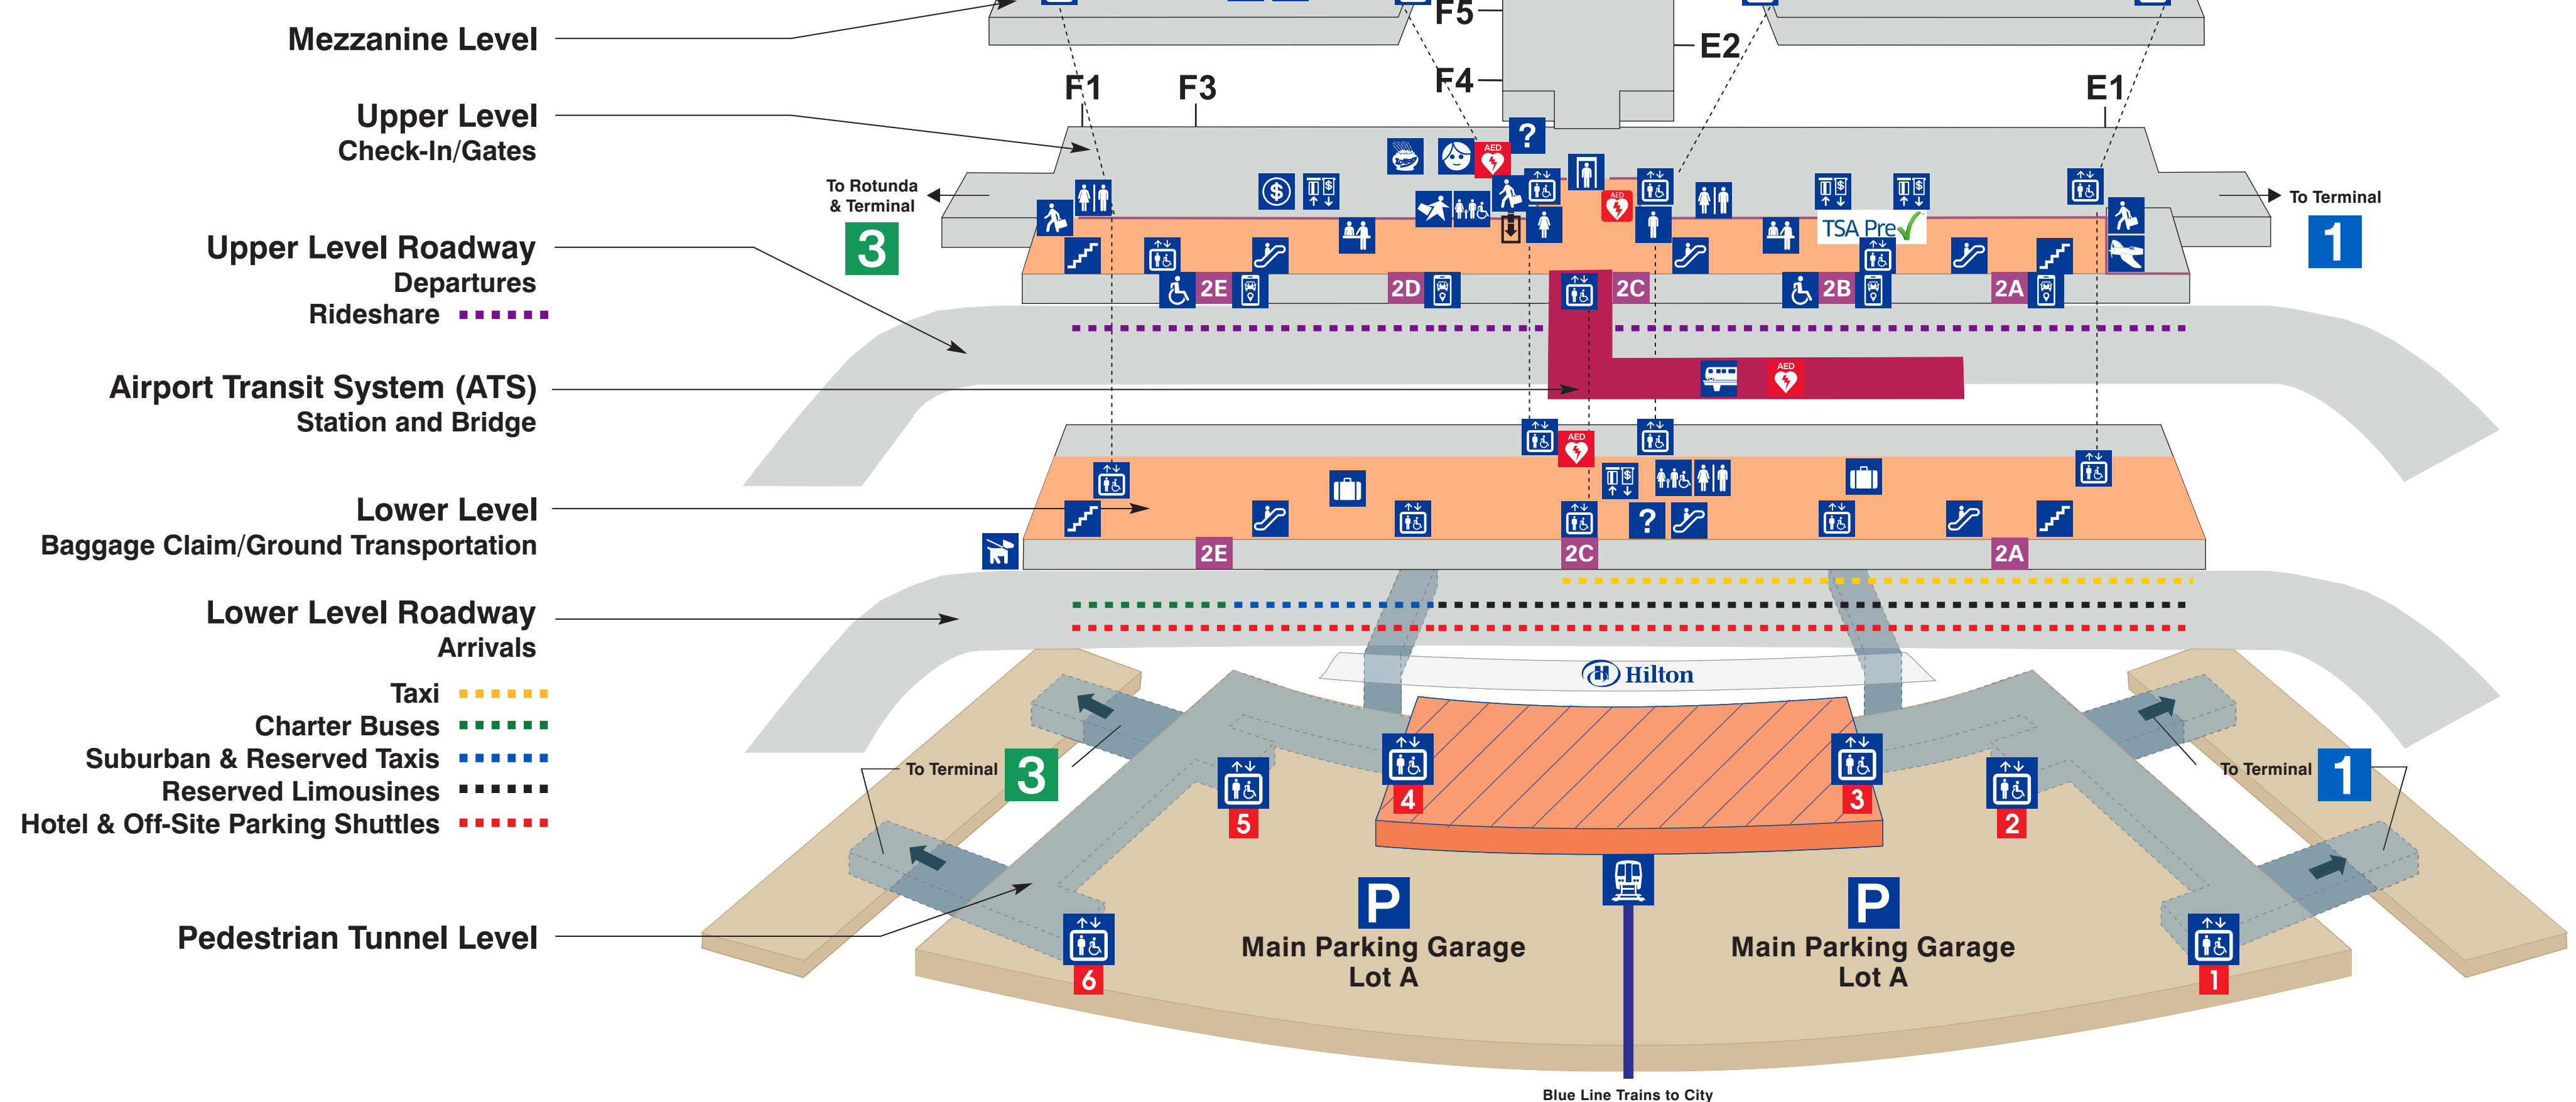 F5
Mezzanine Level
E2
F4
F1
F3
E1
Upper Level
Check-In/Gates
?
AED
To Rotunda
& Terminal
3
$
$
AED
$
$
To Terminal
1
TSA Pre✓
Upper Level Roadway
Departures
Rideshare
2E
2D
2C
2B
2A
Airport Transit System (ATS)
Station and Bridge
AED
AED
$
Lower Level
Baggage Claim/Ground Transportation
?
2E
2C
2A
Lower Level Roadway
Arrivals
Hilton
Taxi
Charter Buses
Suburban & Reserved Taxis
Reserved Limousines
Hotel & Off-Site Parking Shuttles
To Terminal
3
To Terminal
1
4
3
5
2
Pedestrian Tunnel Level
P
Main Parking Garage
Lot A
P
Main Parking Garage
Lot A
6
1
Blue Line Trains to City